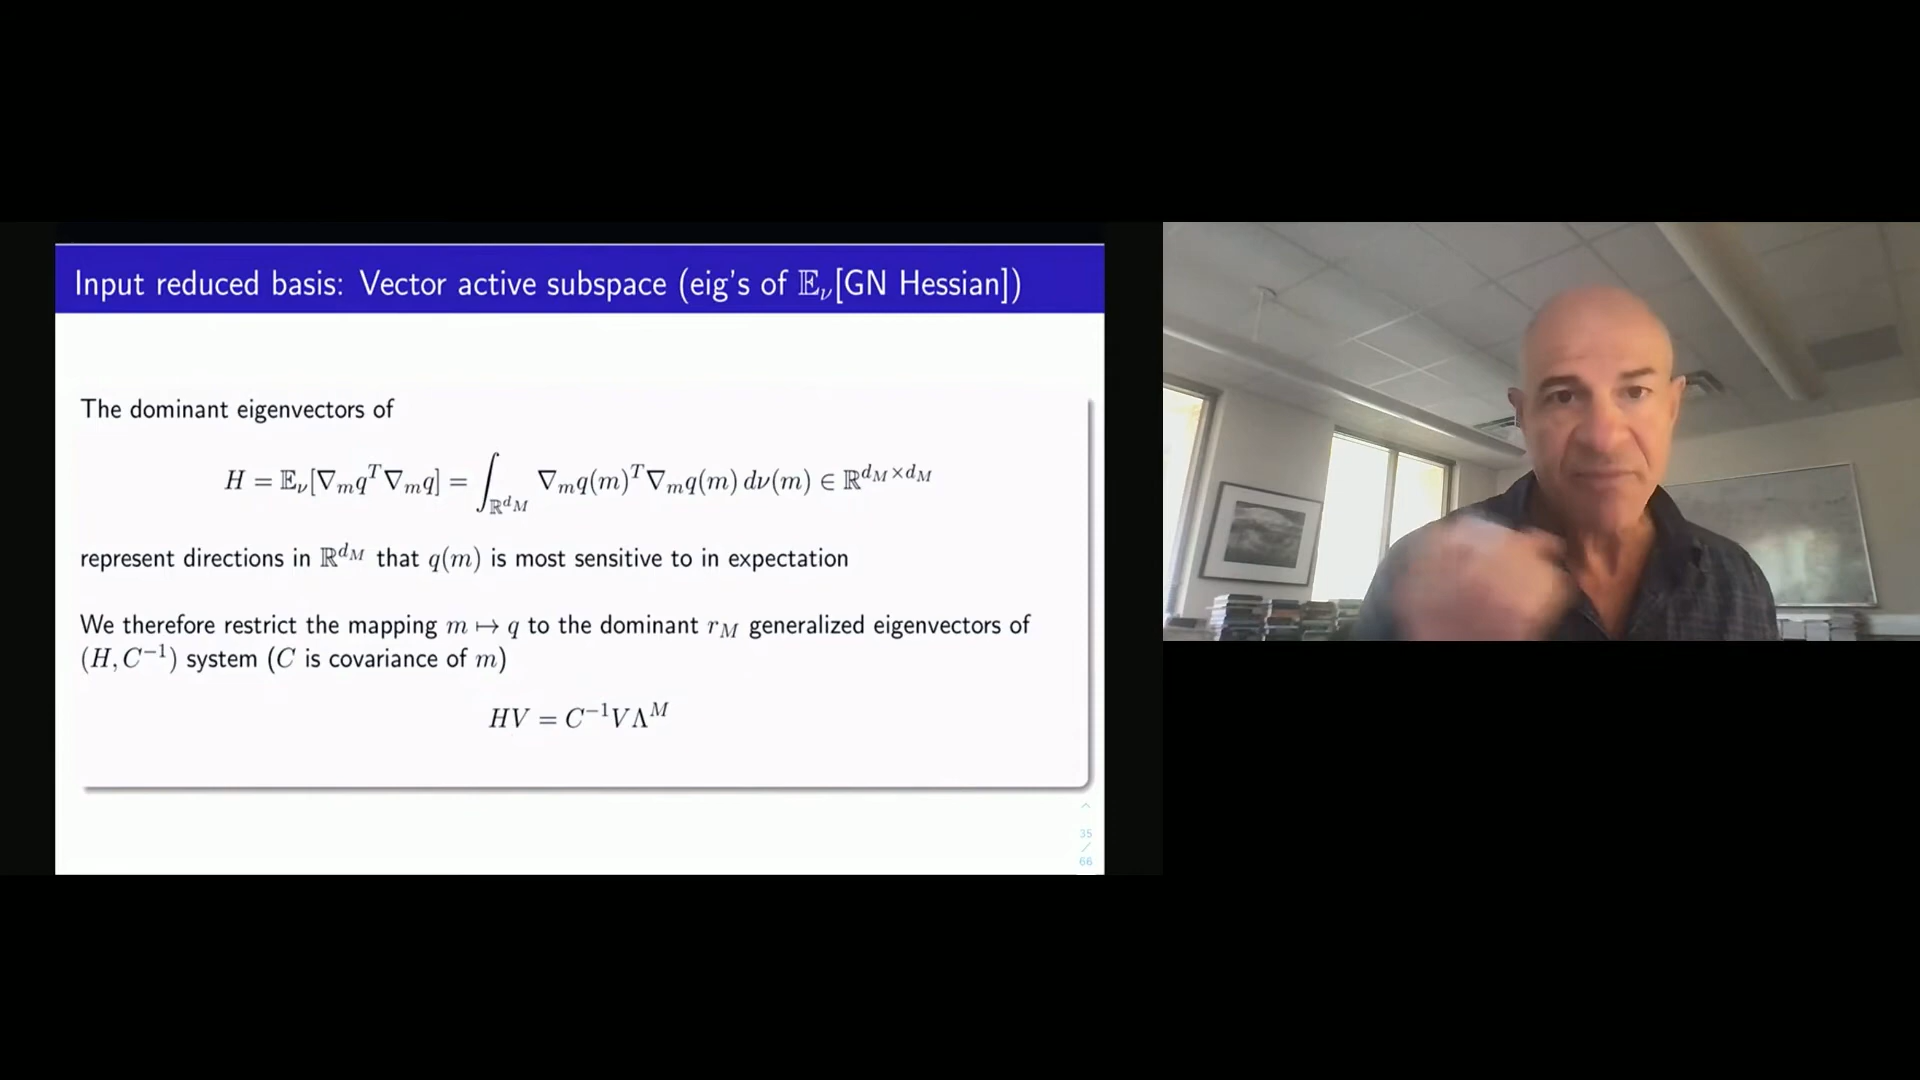 Input reduced basis: Vector active subspace (eig's of 𝔼_ν[GN Hessian])
The dominant eigenvectors of
H = 𝔼_ν[∇_m q^T ∇_m q] = ∫_{ℝ^{d_M}} ∇_m q(m)^T ∇_m q(m) dν(m) ∈ ℝ^{d_M×d_M}
represent directions in ℝ^{d_M} that q(m) is most sensitive to in expectation
We therefore restrict the mapping m ↦ q to the dominant r_M generalized eigenvectors of
(H, C^{-1}) system (C is covariance of m)
HV = C^{-1}VΛ^M
35
/
66